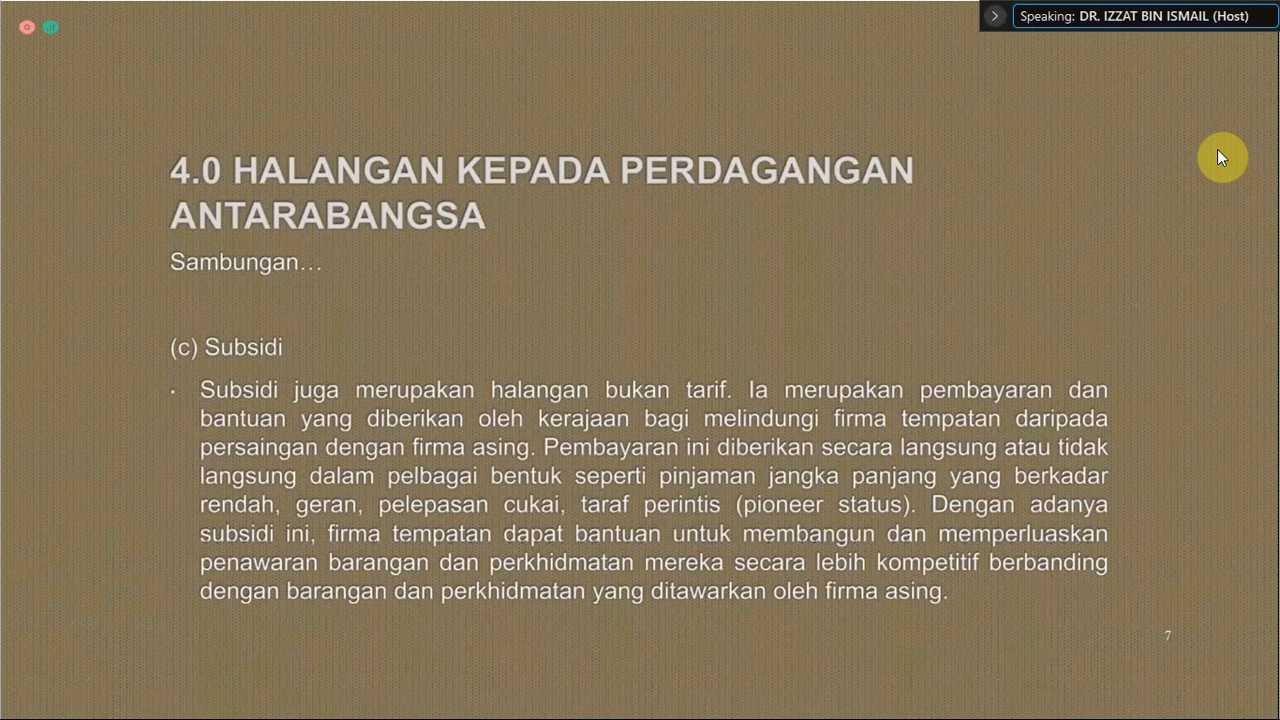 Speaking: DR. IZZAT BIN ISMAIL (Host)
4.0 HALANGAN KEPADA PERDAGANGAN
ANTARABANGSA
Sambungan…
(c) Subsidi
• Subsidi juga merupakan halangan bukan tarif. Ia merupakan pembayaran dan
bantuan yang diberikan oleh kerajaan bagi melindungi firma tempatan daripada
persaingan dengan firma asing. Pembayaran ini diberikan secara langsung atau tidak
langsung dalam pelbagai bentuk seperti pinjaman jangka panjang yang berkadar
rendah, geran, pelepasan cukai, taraf perintis (pioneer status). Dengan adanya
subsidi ini, firma tempatan dapat bantuan untuk membangun dan memperluaskan
penawaran barangan dan perkhidmatan mereka secara lebih kompetitif berbanding
dengan barangan dan perkhidmatan yang ditawarkan oleh firma asing.
7